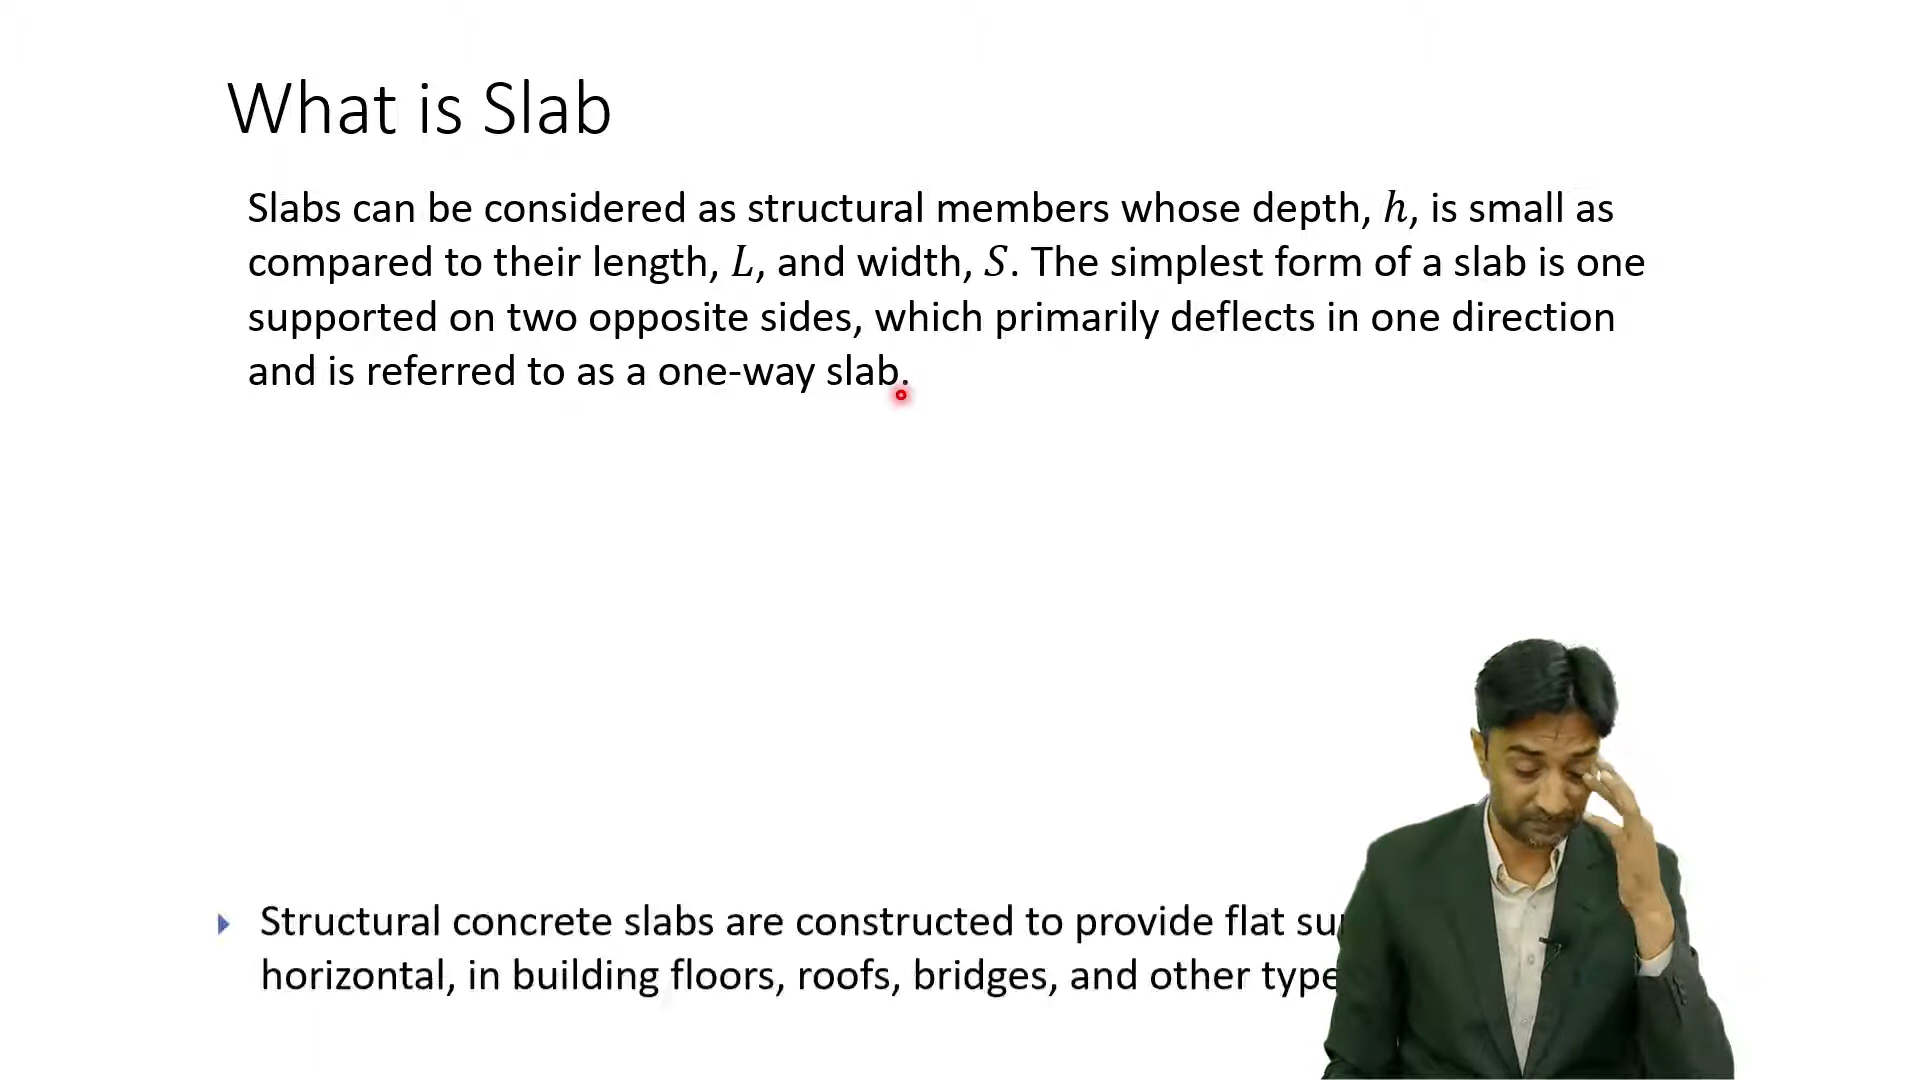 What is Slab
Slabs can be considered as structural members whose depth, h, is small as
compared to their length, L, and width, S. The simplest form of a slab is one
supported on two opposite sides, which primarily deflects in one direction
and is referred to as a one-way slab.
Structural concrete slabs are constructed to provide flat
horizontal, in building floors, roofs, bridges, and other